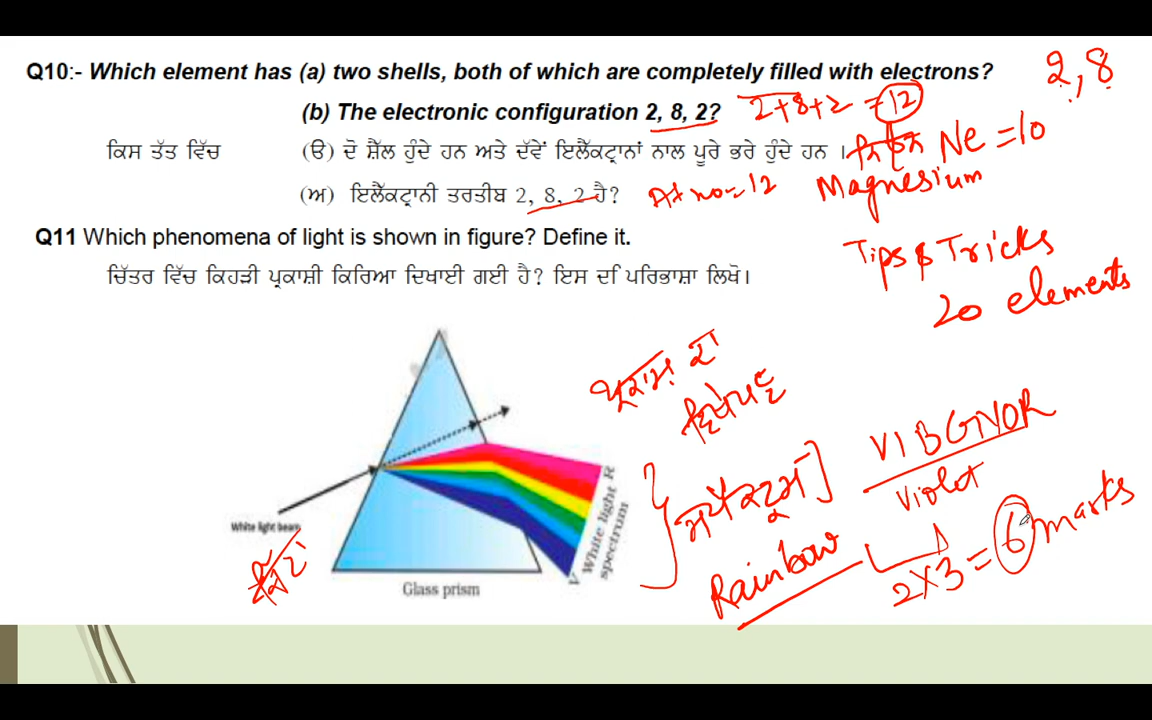 Q10:- Which element has (a) two shells, both of which are completely filled with electrons?
2, 8
(b) The electronic configuration 2, 8, 2?
2+8+2 = 12
ਕਿਸ ਤੱਤ ਵਿੱਚ (ੳ) ਦੋ ਸ਼ੈੱਲ ਹੁੰਦੇ ਹਨ ਅਤੇ ਦੱਵੇਂ ਇਲੈੱਕਟ੍ਰਾਨਾਂ ਨਾਲ ਪੂਰੇ ਭਰੇ ਹੁੰਦੇ ਹਨ ।
Ne = 10
(ਅ) ਇਲੈੱਕਟ੍ਰਾਨੀ ਤਰਤੀਬ 2, 8, 2 ਹੈ?
At no = 12
Magnesium
Q11 Which phenomena of light is shown in figure? Define it.
Tips & Tricks
20 elements
ਚਿੱਤਰ ਵਿੱਚ ਕਿਹੜੀ ਪ੍ਰਕਾਸ਼ੀ ਕਿਰਿਆ ਦਿਖਾਈ ਗਈ ਹੈ? ਇਸ ਦੀ ਪਰਿਭਾਸ਼ਾ ਲਿਖੋ।
ਪ੍ਰਕਾਸ਼ ਦਾ
VIBGYOR
Violet
White light beam
V White light R
spectrum
Glass prism
Rainbow
2×3 = 6 marks